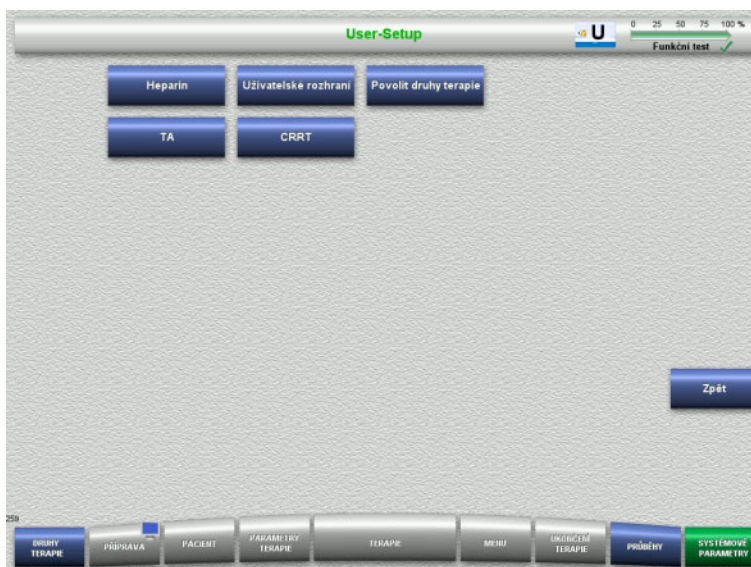 User-Setup
U
0 25 50 75 100 %
Funkční test
Heparin
Uživatelské rozhraní
Povolit druhy terapie
TA
CRRT
Zpět
259
DRUHY
TERAPIE
PŘÍPRAVA
PACIENT
PARAMETRY
TERAPIE
TERAPIE
MENU
UKONČENÍ
TERAPIE
PRŮBĚHY
SYSTÉMOVÉ
PARAMETRY